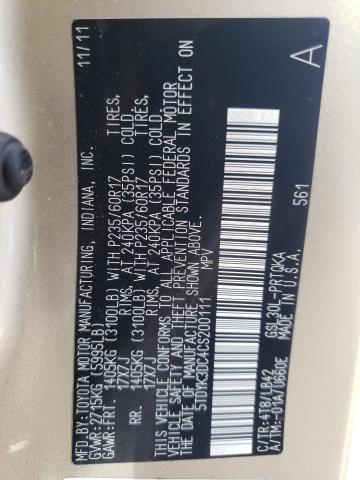 MFD.BY:TOYOTA MOTOR MANUFACTURING, INDIANA, INC. 11/11
GVWR:2715KG (5995LB)
GAWR:FRT. 1405KG (3100LB) WITH P235/60R17 TIRES,
17X7J RIMS, AT 240KPA (35PSI) COLD
RR. 1405KG (3100LB) WITH P235/60R17 TIRES,
17X7J RIMS, AT 240KPA (35PSI) COLD.
THIS VEHICLE CONFORMS TO ALL APPLICABLE FEDERAL MOTOR
VEHICLE SAFETY AND THEFT PREVENTION STANDARDS IN EFFECT ON
THE DATE OF MANUFACTURE SHOWN ABOVE.
5TDYK3DC4CS200111 MPV
561
C/TR:4T8/LB42 GSL30L-PRTQKA
A/TM:-01A/U660E MADE IN U.S.A. A